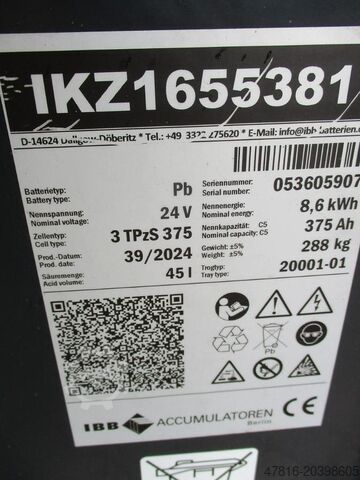 IKZ1655381
D-14624 Dallgow-Döberitz * Tel.: +49 3322 275620 * E-Mail: info@ibb-batterien.
Batterietyp: Pb Seriennummer: 053605907
Battery type: Serial number:
Nennspannung: 24 V Nennenergie: 8,6 kWh
Nominal voltage: Nominal energy:
Zellentyp: 3 TPzS 375 Nennkapazität: C5 375 Ah
Cell type: Nominal capacity: C5
Prod.-Datum: 39/2024 Gewicht: ±5% 288 kg
Prod. date: Weight: ±5%
Säuremenge: 45 l Trogtyp: 20001-01
Acid volume: Tray type:
Pb
IBB ACCUMULATOREN CE
Berlin
47816-20398605